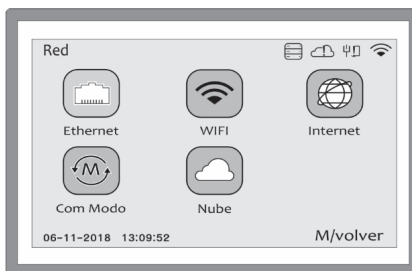 Red
Ethernet WIFI Internet
M
Com Modo Nube
06-11-2018 13:09:52 M/volver